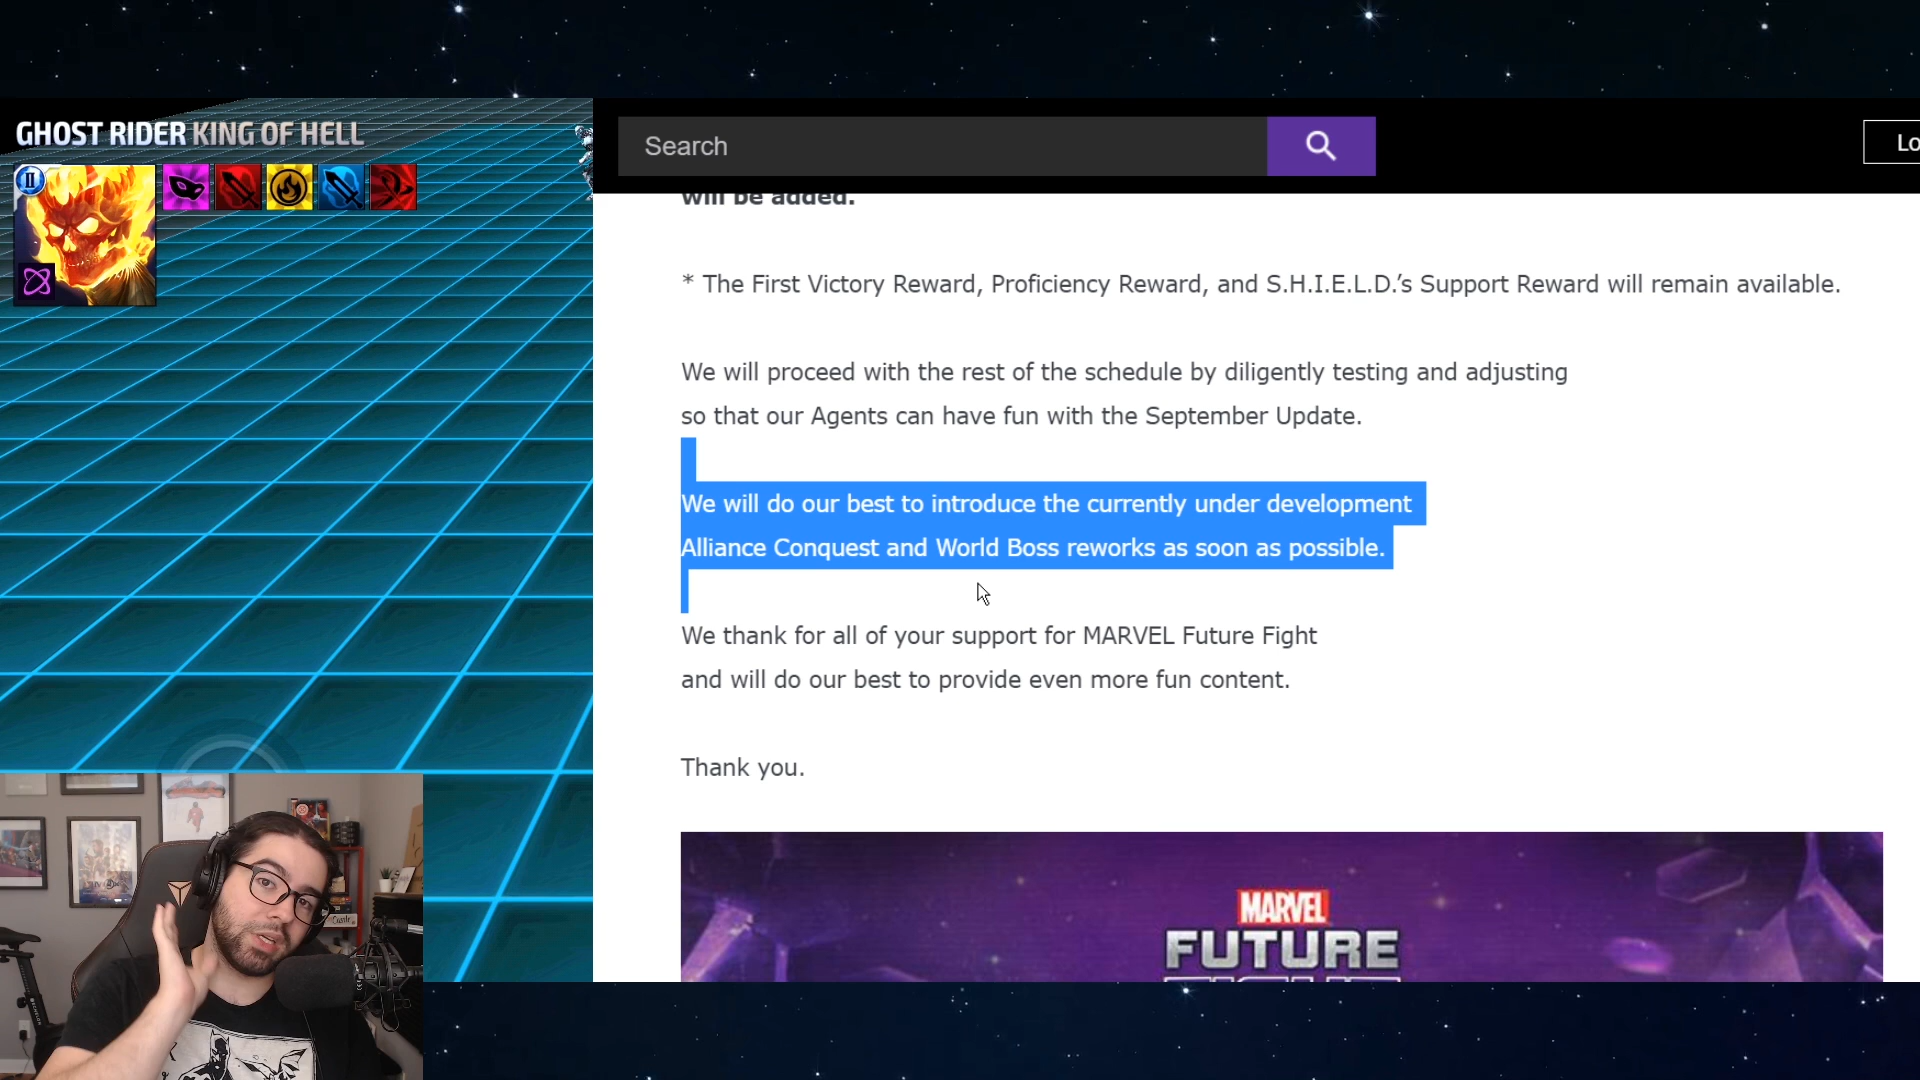 GHOST RIDER KING OF HELL
II
Search
Lo
will be added.
* The First Victory Reward, Proficiency Reward, and S.H.I.E.L.D.’s Support Reward will remain available.
We will proceed with the rest of the schedule by diligently testing and adjusting
so that our Agents can have fun with the September Update.
We will do our best to introduce the currently under development
Alliance Conquest and World Boss reworks as soon as possible.
We thank for all of your support for MARVEL Future Fight
and will do our best to provide even more fun content.
Thank you.
MARVEL
FUTURE